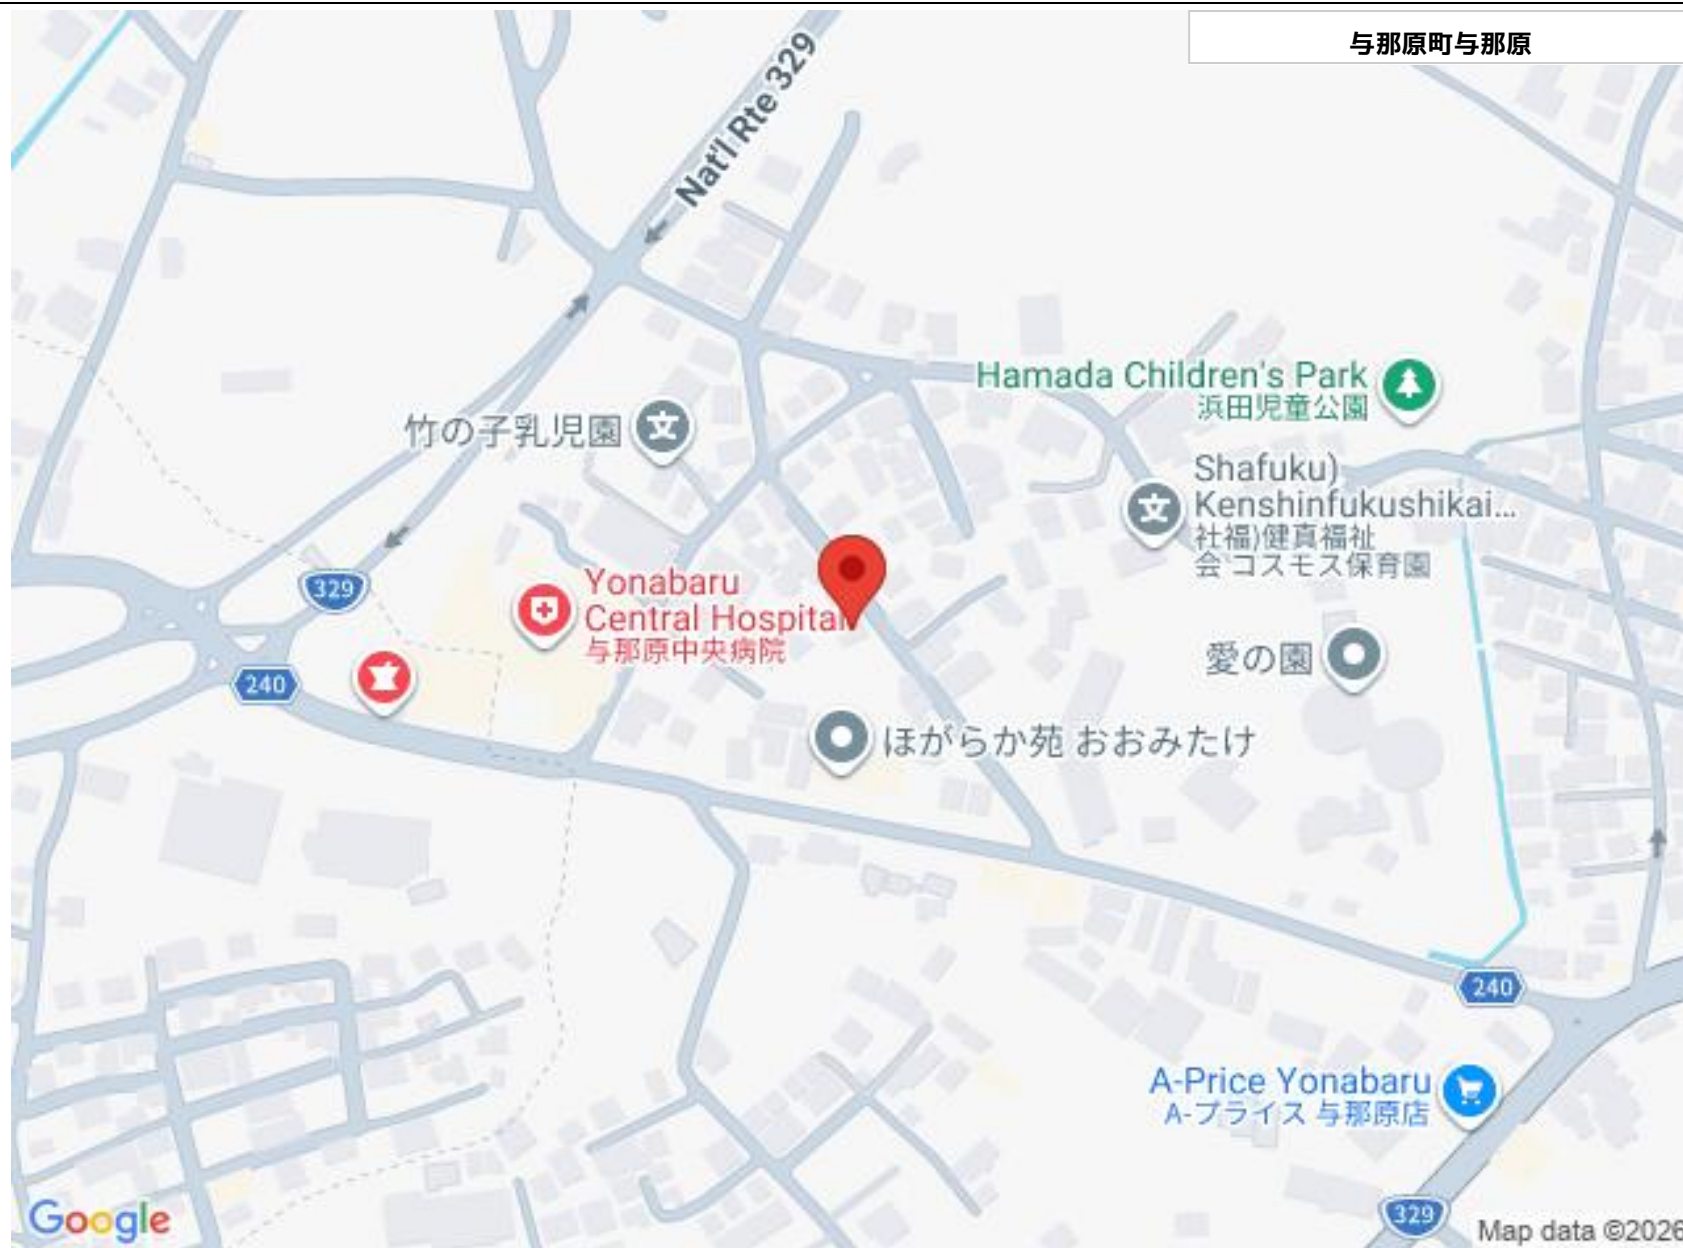 与那原町与那原
Nat'l Rte 329
Hamada Children's Park
浜田児童公園
竹の子乳児園
Shafuku)
Kenshinfukushikai...
社福)健真福祉
会 コスモス保育園
329
Yonabaru
Central Hospital
与那原中央病院
愛の園
240
ほがらか苑 おおみたけ
240
A-Price Yonabaru
A-プライス 与那原店
329
Google
Map data ©2026